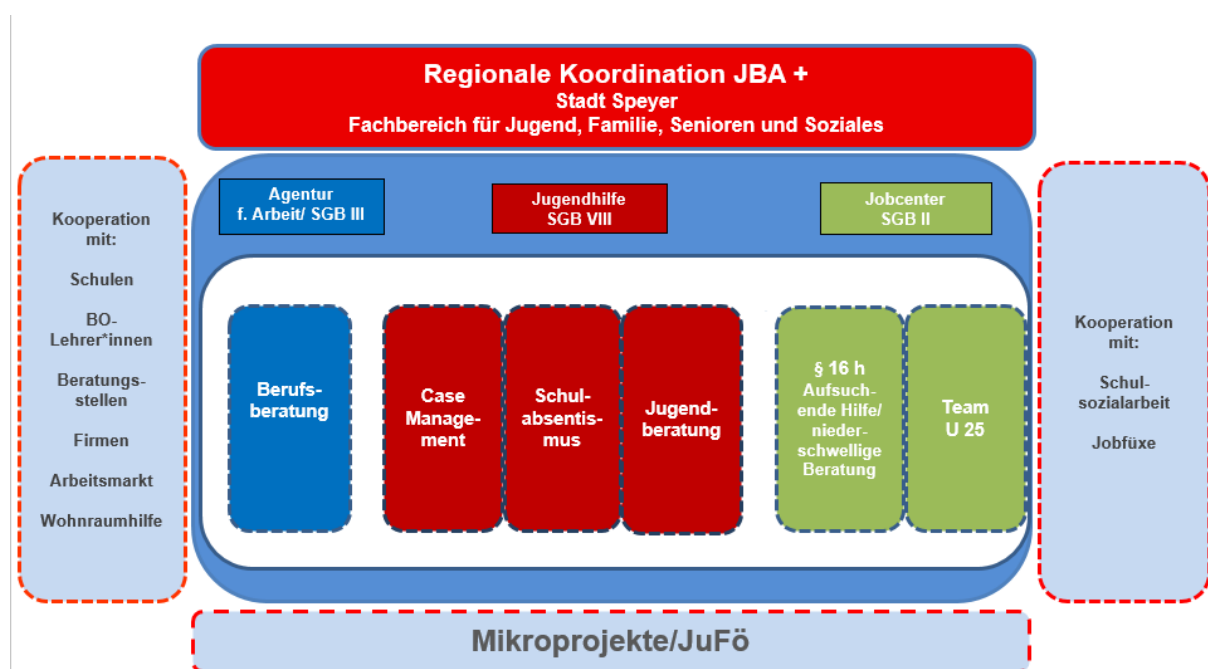 Regionale Koordination JBA +
Stadt Speyer
Fachbereich für Jugend, Familie, Senioren und Soziales
Kooperation
mit:
Schulen
BO-
Lehrer*innen
Beratungs-
stellen
Firmen
Arbeitsmarkt
Wohnraumhilfe
Agentur
f. Arbeit/ SGB III
Jugendhilfe
SGB VIII
Jobcenter
SGB II
Berufs-
beratung
Case
Manage-
ment
Schul-
absentis-
mus
Jugend-
beratung
§ 16 h
Aufsuch-
ende Hilfe/
nieder-
schwellige
Beratung
Team
U 25
Kooperation
mit:
Schul-
sozialarbeit
Jobfüxe
Mikroprojekte/JuFö